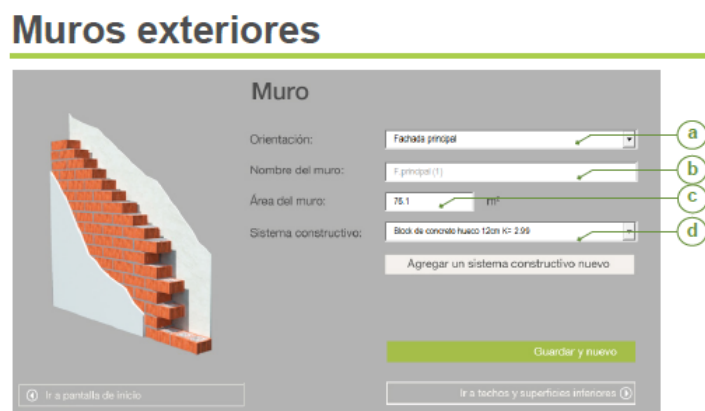 Muros exteriores
Muro
Orientación: Fachada principal a
Nombre del muro: F.principal (1) b
Área del muro: 76.1 m² c
Sistema constructivo: Block de concreto hueco 12cm K= 2.99 d
Agregar un sistema constructivo nuevo
Guardar y nuevo
Ir a pantalla de inicio Ir a techos y superficies interiores